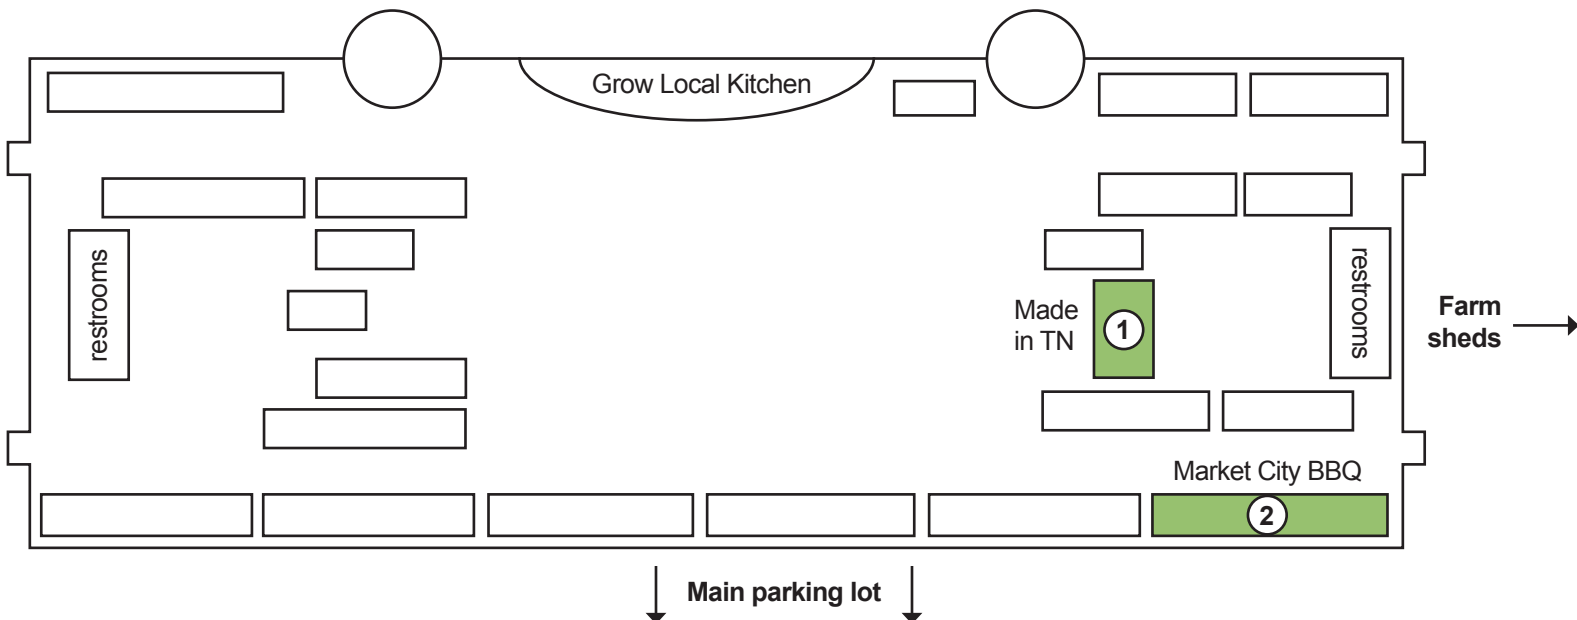 Grow Local Kitchen
restrooms
Made
in TN
1
restrooms
Farm
sheds
Market City BBQ
2
Main parking lot